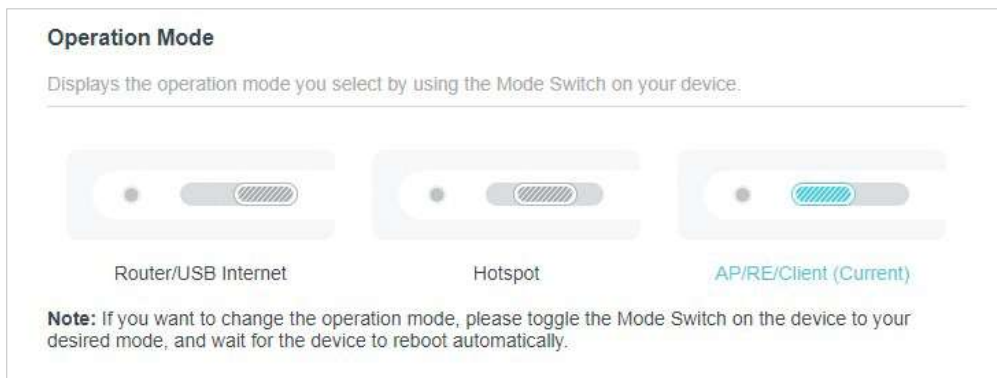 Operation Mode
Displays the operation mode you select by using the Mode Switch on your device.
Router/USB Internet
Hotspot
AP/RE/Client (Current)
Note: If you want to change the operation mode, please toggle the Mode Switch on the device to your
desired mode, and wait for the device to reboot automatically.